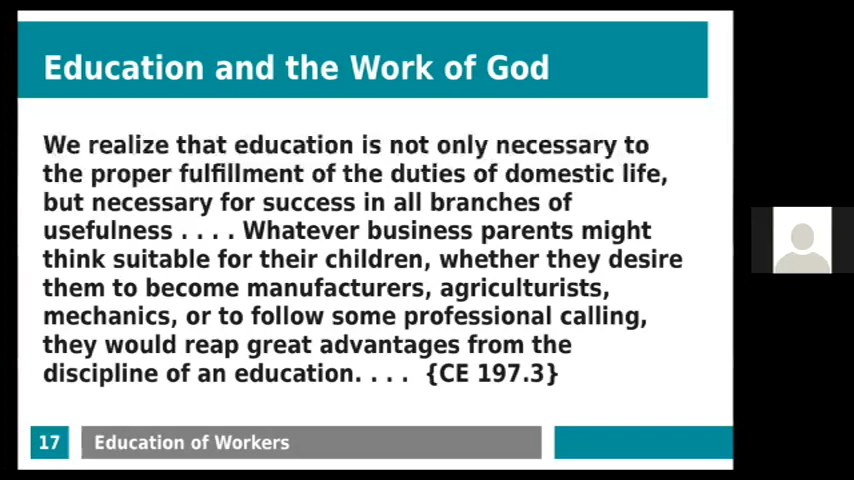 Education and the Work of God
We realize that education is not only necessary to
the proper fulfillment of the duties of domestic life,
but necessary for success in all branches of
usefulness . . . . Whatever business parents might
think suitable for their children, whether they desire
them to become manufacturers, agriculturists,
mechanics, or to follow some professional calling,
they would reap great advantages from the
discipline of an education. . . . {CE 197.3}
17 Education of Workers